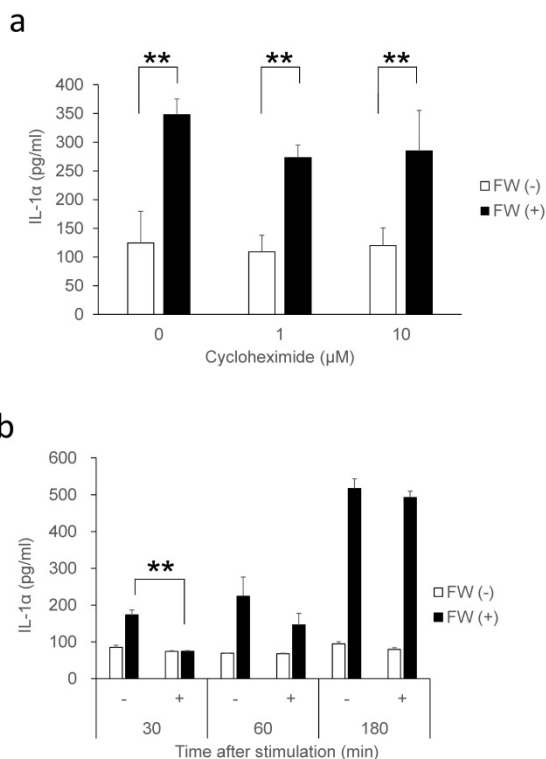 a
** ** **
400
350
300
250
200
150
100
50
0
IL-1α (pg/ml)
0 1 10
Cycloheximide (µM)
FW (-)
FW (+)
b
600
500
400
300
200
100
0
IL-1α (pg/ml)
**
- + - + - +
30 60 180
Time after stimulation (min)
FW (-)
FW (+)